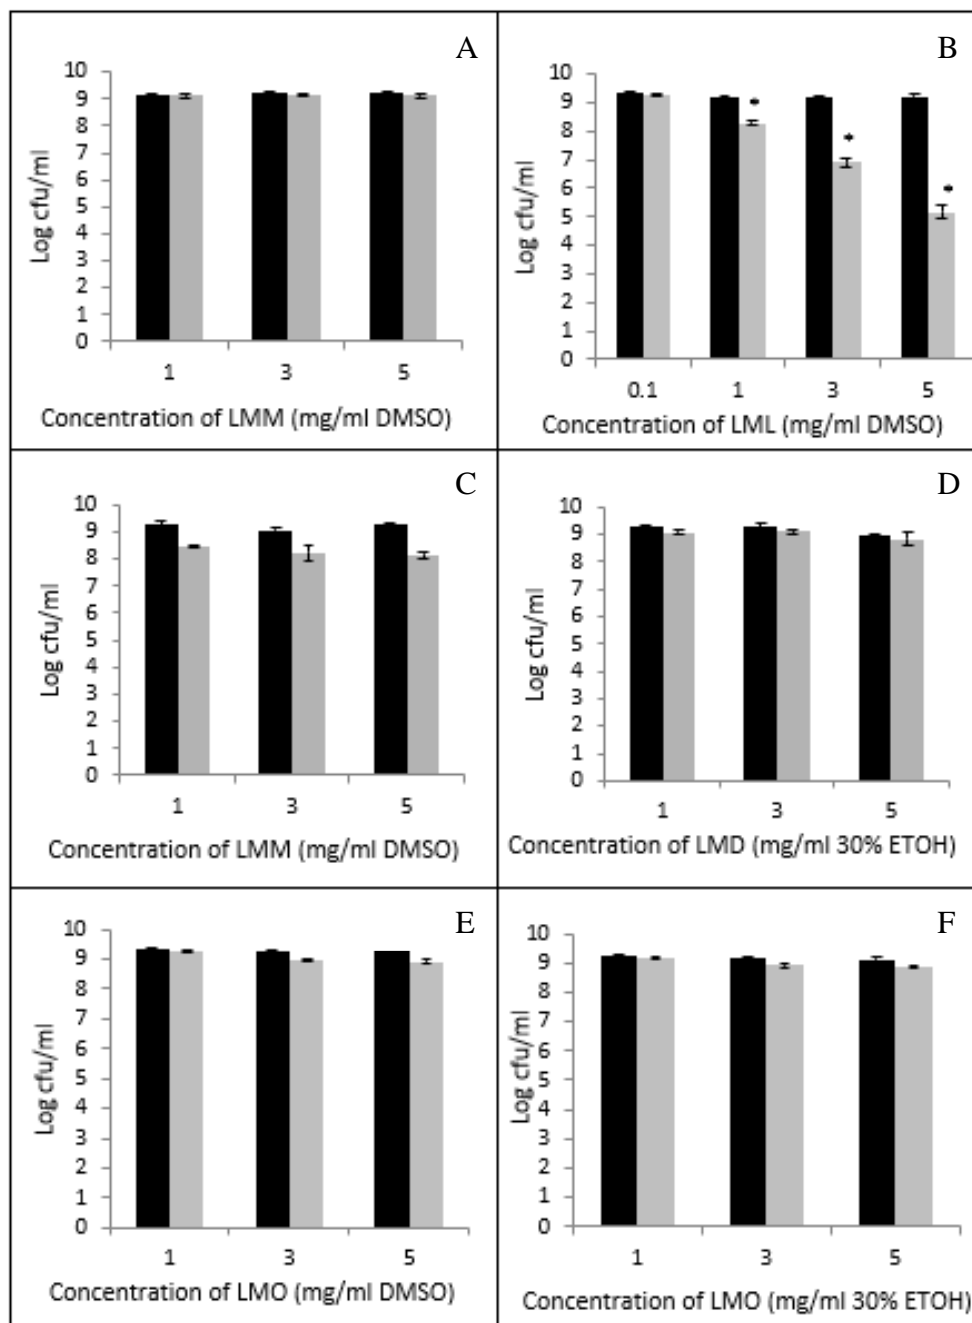 A
10
9
8
7
6
5
4
3
2
1
0
Log cfu/ml
1 3 5
Concentration of LMM (mg/ml DMSO)
B
10
9
8
7
6
5
4
3
2
1
0
Log cfu/ml
* * *
0.1 1 3 5
Concentration of LML (mg/ml DMSO)
C
10
9
8
7
6
5
4
3
2
1
0
Log cfu/ml
1 3 5
Concentration of LMM (mg/ml DMSO)
D
10
9
8
7
6
5
4
3
2
1
0
Log cfu/ml
1 3 5
Concentration of LMD (mg/ml 30% ETOH)
E
10
9
8
7
6
5
4
3
2
1
0
Log cfu/ml
1 3 5
Concentration of LMO (mg/ml DMSO)
F
10
9
8
7
6
5
4
3
2
1
0
Log cfu/ml
1 3 5
Concentration of LMO (mg/ml 30% ETOH)